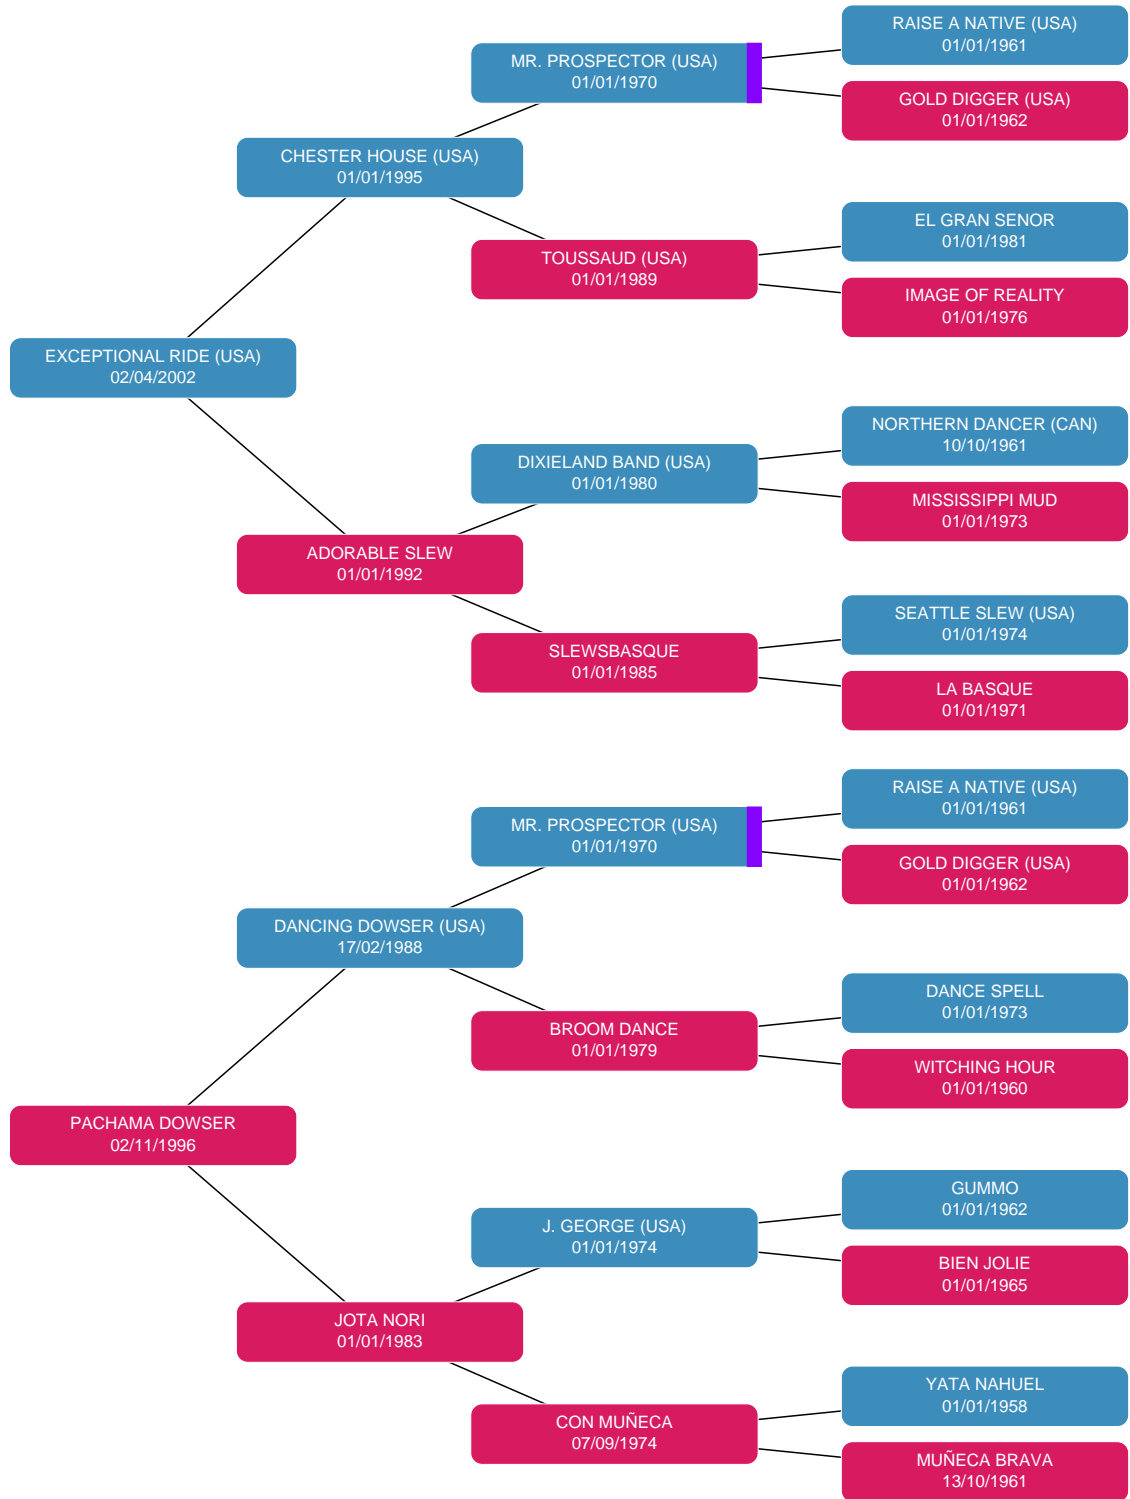 RAISE A NATIVE (USA)
01/01/1961
MR. PROSPECTOR (USA)
01/01/1970
GOLD DIGGER (USA)
01/01/1962
CHESTER HOUSE (USA)
01/01/1995
EL GRAN SENOR
01/01/1981
TOUSSAUD (USA)
01/01/1989
IMAGE OF REALITY
01/01/1976
EXCEPTIONAL RIDE (USA)
02/04/2002
NORTHERN DANCER (CAN)
10/10/1961
DIXIELAND BAND (USA)
01/01/1980
MISSISSIPPI MUD
01/01/1973
ADORABLE SLEW
01/01/1992
SEATTLE SLEW (USA)
01/01/1974
SLEWSBASQUE
01/01/1985
LA BASQUE
01/01/1971
RAISE A NATIVE (USA)
01/01/1961
MR. PROSPECTOR (USA)
01/01/1970
GOLD DIGGER (USA)
01/01/1962
DANCING DOWSER (USA)
17/02/1988
DANCE SPELL
01/01/1973
BROOM DANCE
01/01/1979
WITCHING HOUR
01/01/1960
PACHAMA DOWSER
02/11/1996
GUMMO
01/01/1962
J. GEORGE (USA)
01/01/1974
BIEN JOLIE
01/01/1965
JOTA NORI
01/01/1983
YATA NAHUEL
01/01/1958
CON MUÑECA
07/09/1974
MUÑECA BRAVA
13/10/1961